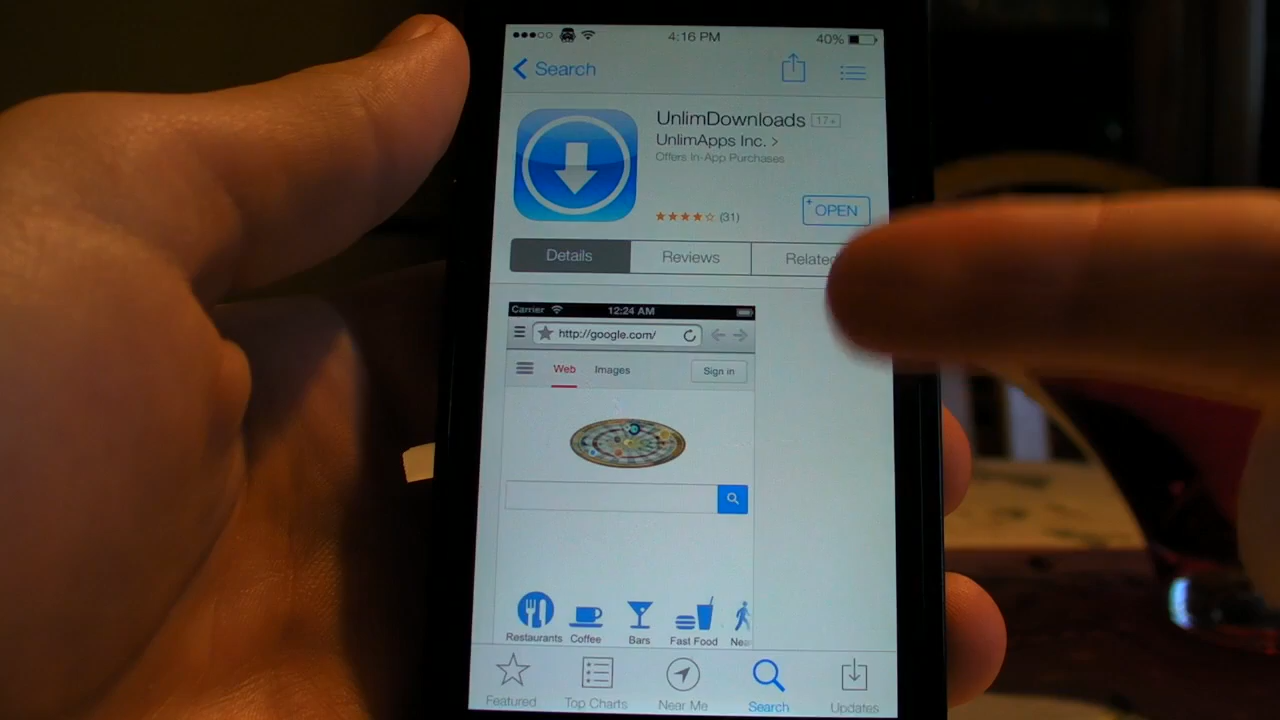 4:16 PM
40%
Search
UnlimDownloads 17+
UnlimApps Inc. >
Offers In-App Purchases
(31)
+ OPEN
Details Reviews Related
Carrier 12:24 AM
http://google.com/
Web Images Sign in
Restaurants Coffee Bars Fast Food Nea
Featured Top Charts Near Me Search Updates